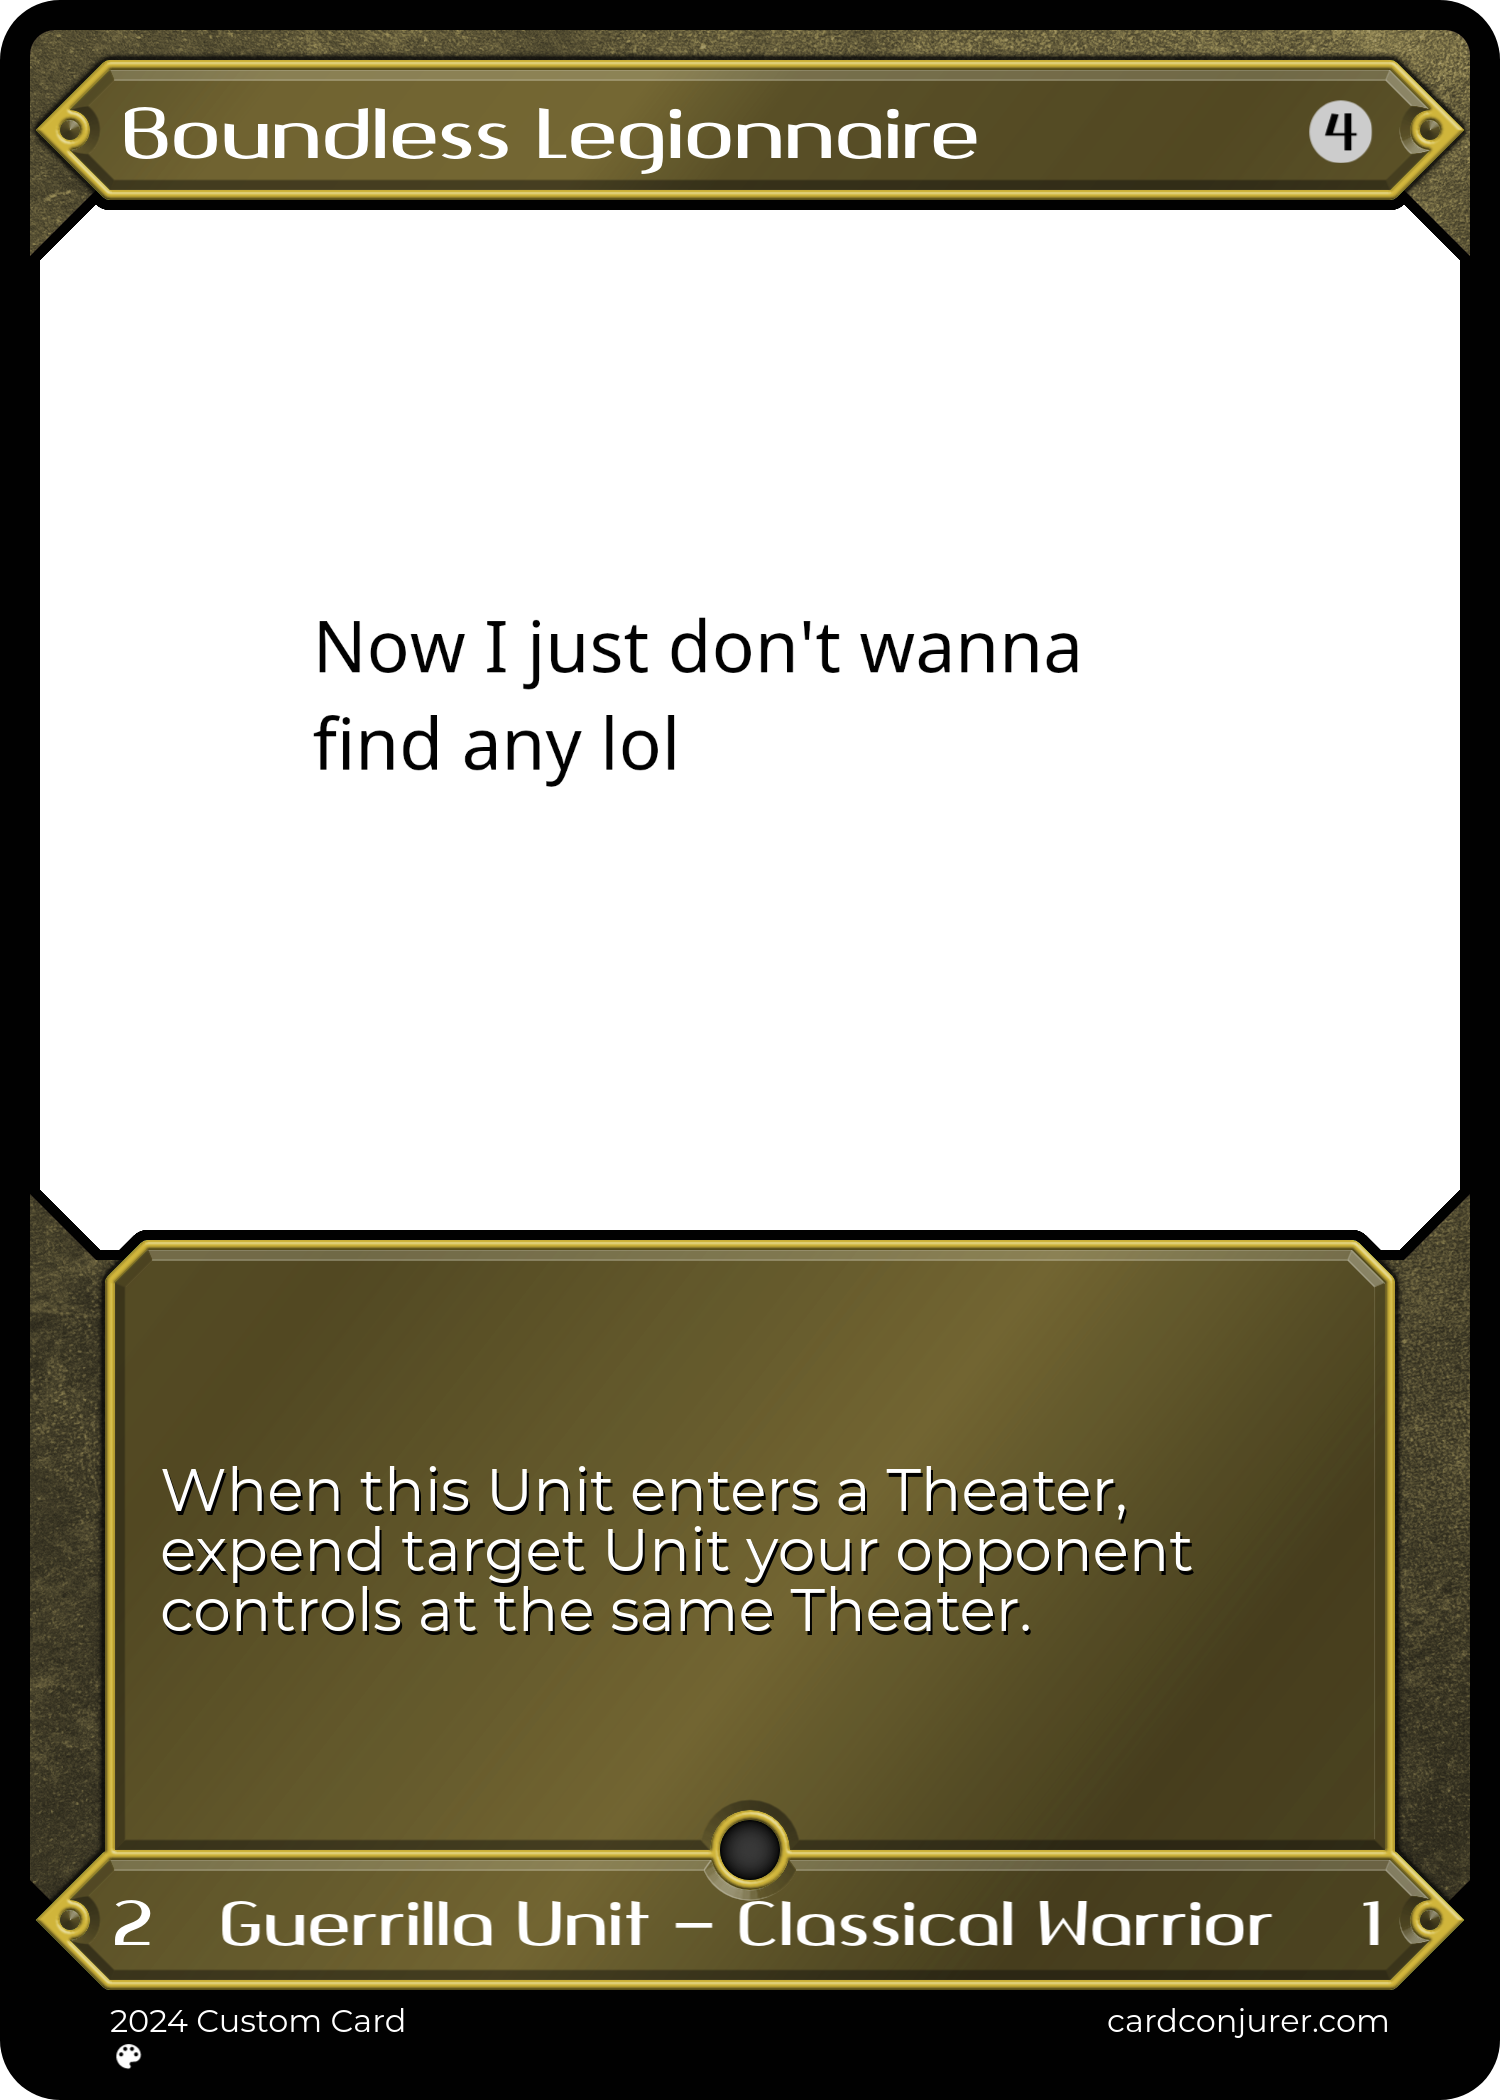 Boundless Legionnaire 4
Now I just don't wanna
find any lol
When this Unit enters a Theater,
expend target Unit your opponent
controls at the same Theater.
2 Guerrilla Unit – Classical Warrior 1
2024 Custom Card cardconjurer.com